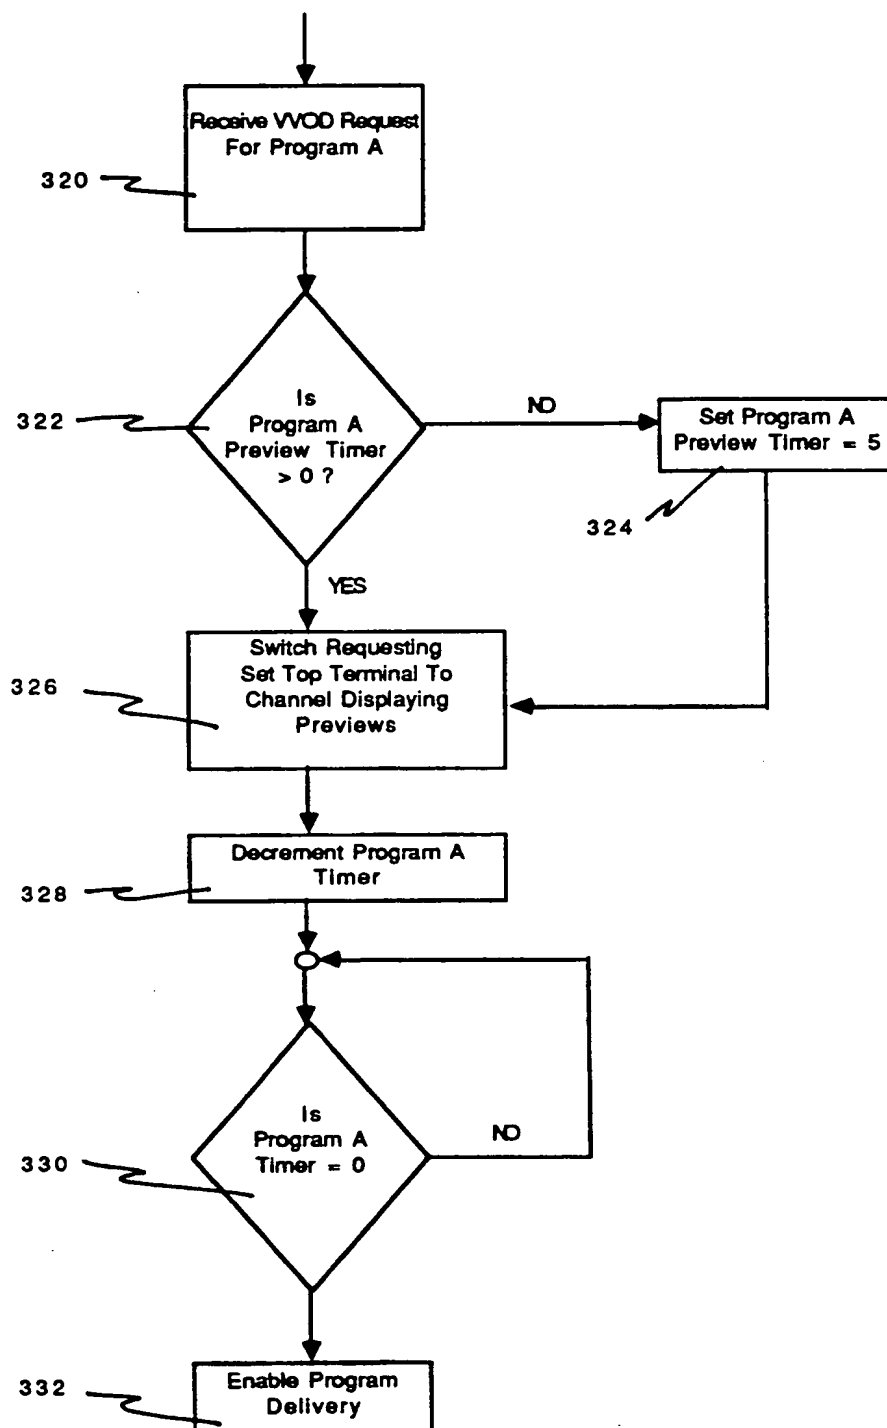 Receive VVOD Request
For Program A
320
Is
Program A
Preview Timer
> 0 ?
322
NO
Set Program A
Preview Timer = 5
324
YES
Switch Requesting
Set Top Terminal To
Channel Displaying
Previews
326
Decrement Program A
Timer
328
Is
Program A
Timer = 0
NO
330
Enable Program
Delivery
332